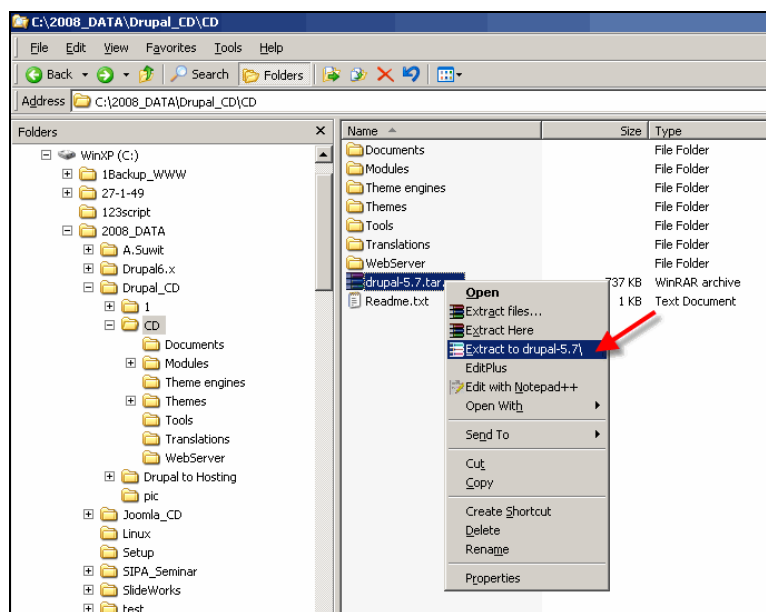 C:\2008_DATA\Drupal_CD\CD
File Edit View Favorites Tools Help
Back Search Folders
Address C:\2008_DATA\Drupal_CD\CD
Folders
WinXP (C:)
1Backup_WWW
27-1-49
123script
2008_DATA
A.Suwit
Drupal6.x
Drupal_CD
1
CD
Documents
Modules
Theme engines
Themes
Tools
Translations
WebServer
Drupal to Hosting
pic
Joomla_CD
Linux
Setup
SIPA_Seminar
SlideWorks
test
Name Size Type
Documents File Folder
Modules File Folder
Theme engines File Folder
Themes File Folder
Tools File Folder
Translations File Folder
WebServer File Folder
drupal-5.7.tar. 737 KB WinRAR archive
Readme.txt 1 KB Text Document
Open
Extract files...
Extract Here
Extract to drupal-5.7\
EditPlus
Edit with Notepad++
Open With
Send To
Cut
Copy
Create Shortcut
Delete
Rename
Properties